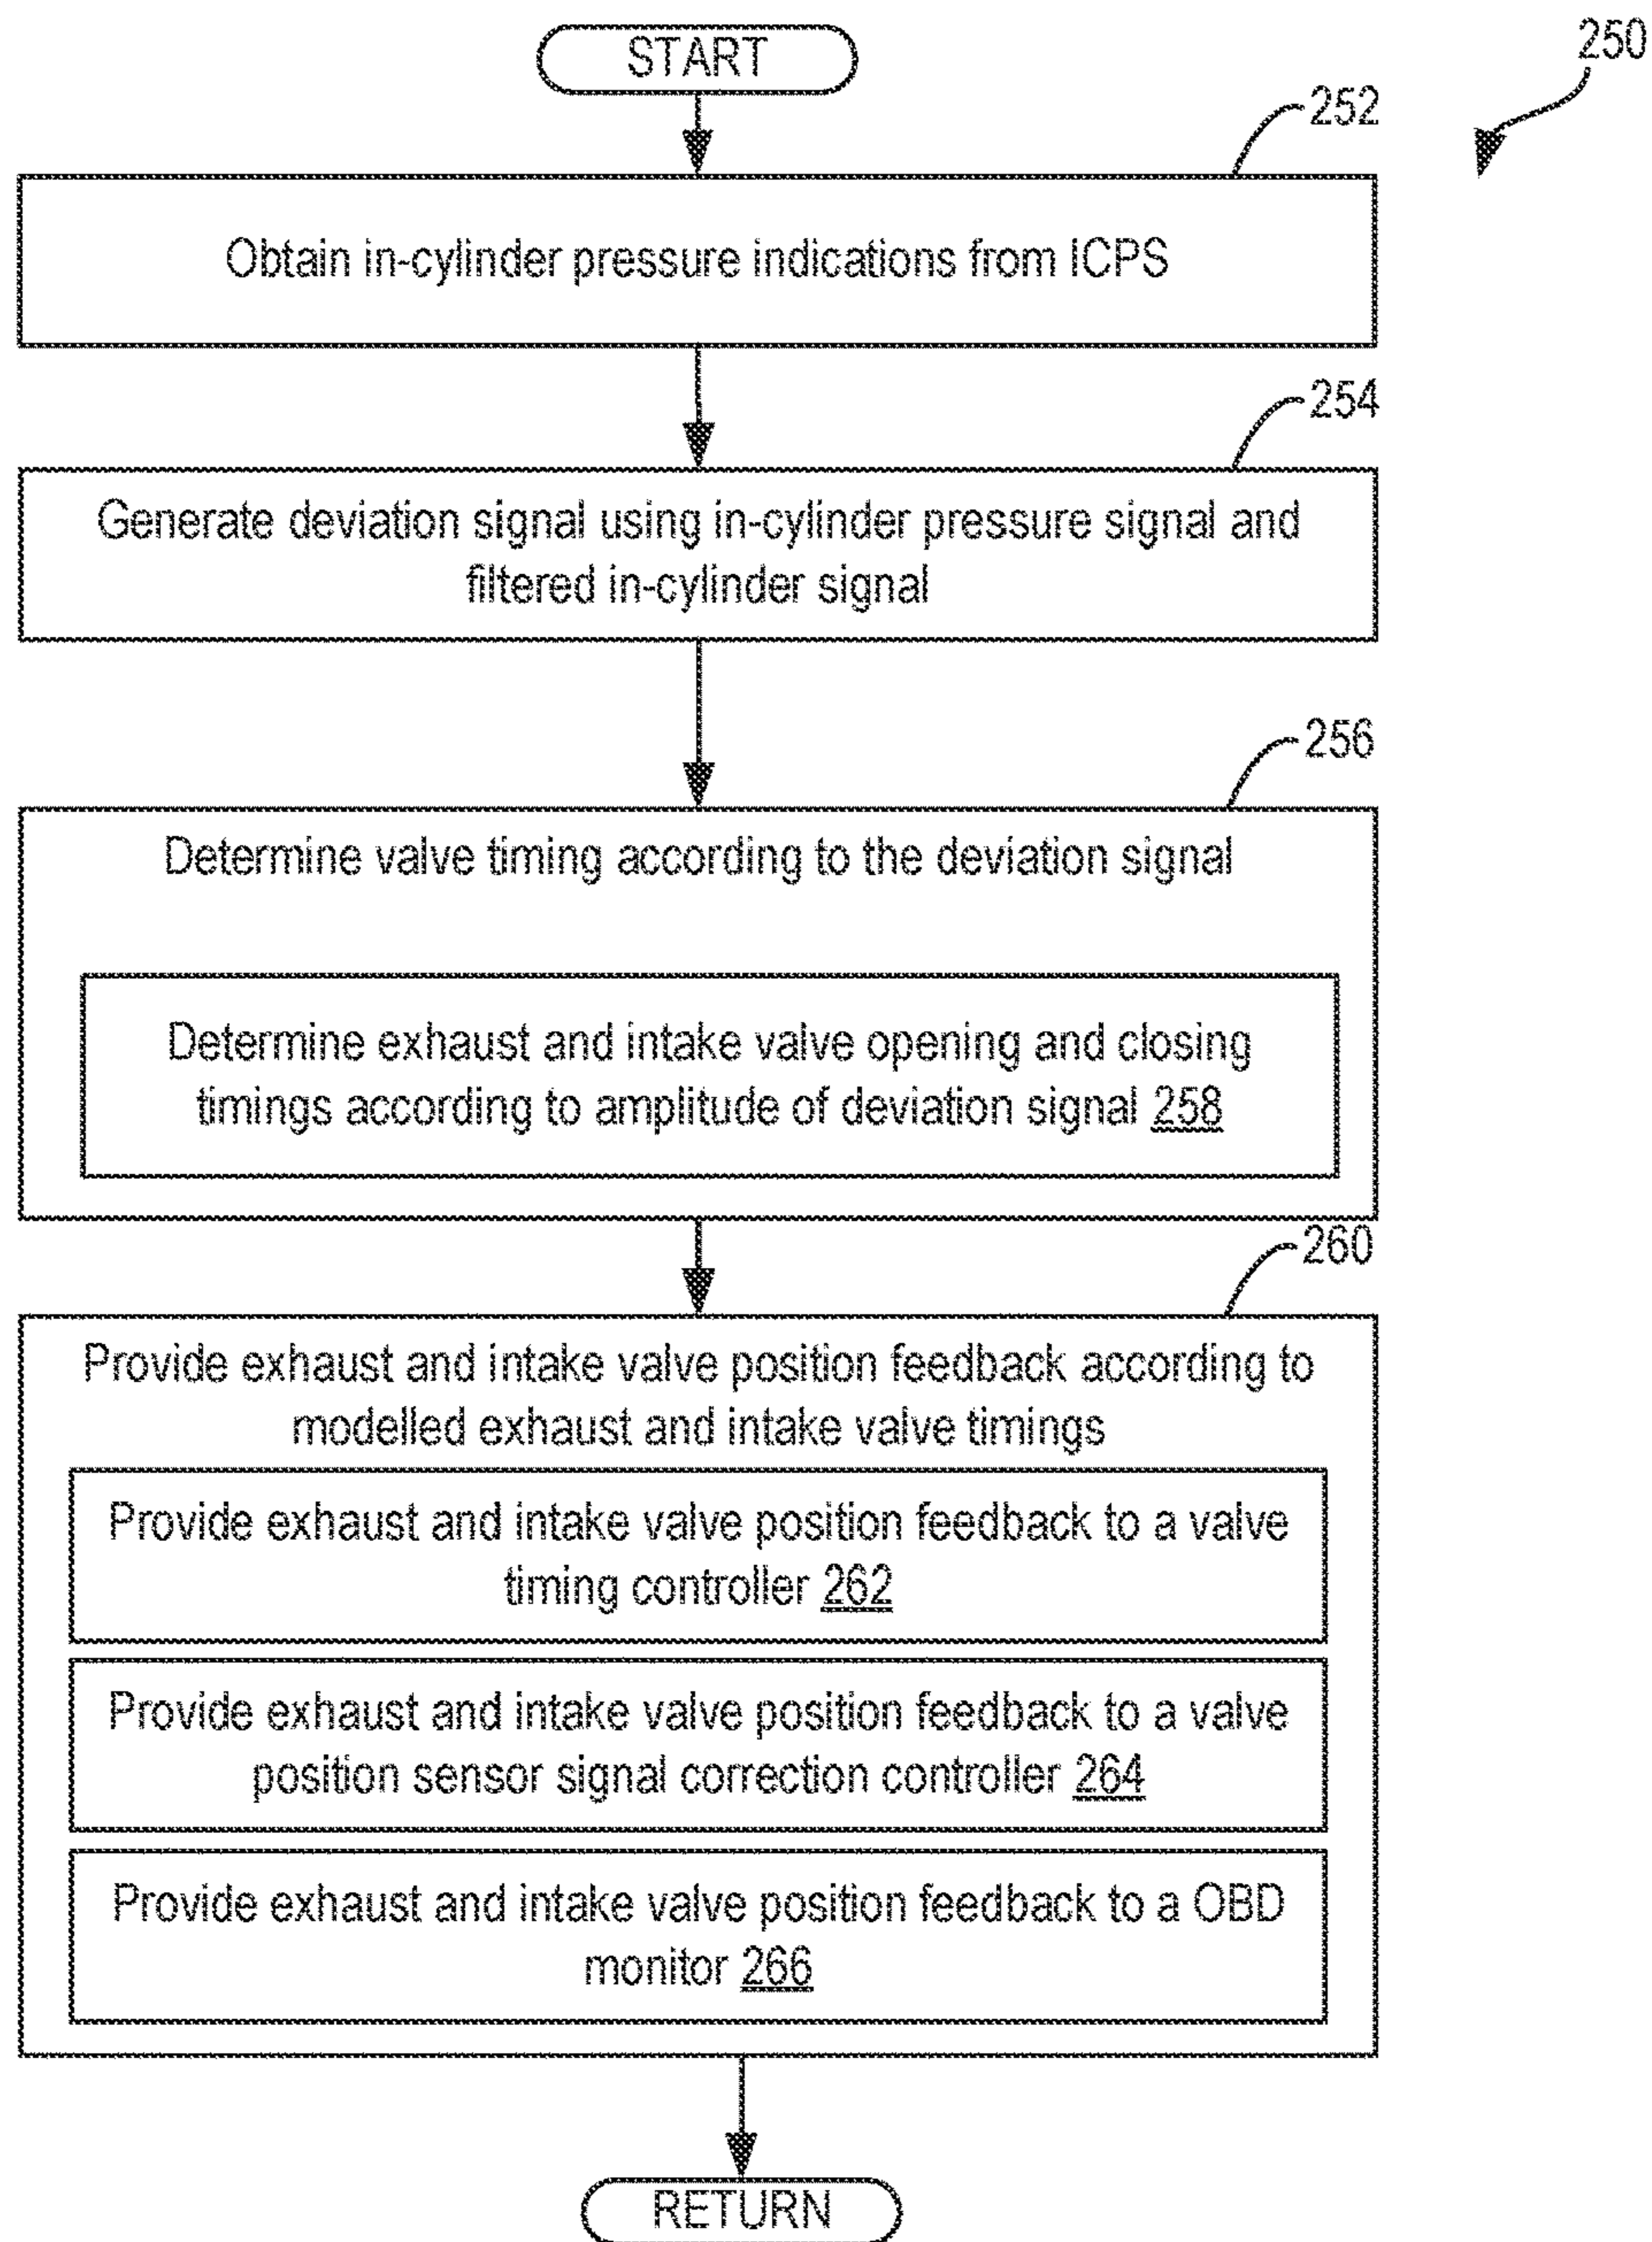 START
250
252
Obtain in-cylinder pressure indications from ICPS
254
Generate deviation signal using in-cylinder pressure signal and
filtered in-cylinder signal
256
Determine valve timing according to the deviation signal
Determine exhaust and intake valve opening and closing
timings according to amplitude of deviation signal 258
260
Provide exhaust and intake valve position feedback according to
modelled exhaust and intake valve timings
Provide exhaust and intake valve position feedback to a valve
timing controller 262
Provide exhaust and intake valve position feedback to a valve
position sensor signal correction controller 264
Provide exhaust and intake valve position feedback to a OBD
monitor 266
RETURN